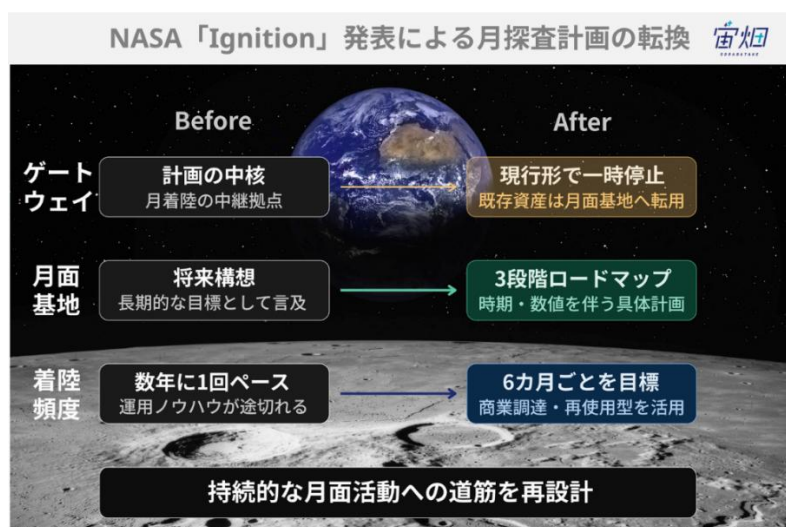 NASA「Ignition」発表による月探査計画の転換
宙畑
SORABATAKE
Before
After
ゲート
ウェイ
計画の中核
月着陸の中継拠点
現行形で一時停止
既存資産は月面基地へ転用
月面
基地
将来構想
長期的な目標として言及
3段階ロードマップ
時期・数値を伴う具体計画
着陸
頻度
数年に1回ペース
運用ノウハウが途切れる
6カ月ごとを目標
商業調達・再使用型を活用
持続的な月面活動への道筋を再設計